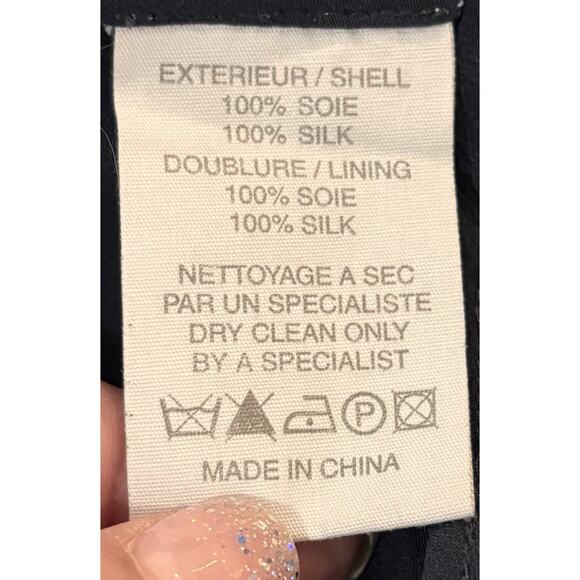 EXTERIEUR / SHELL
100% SOIE
100% SILK
DOUBLURE / LINING
100% SOIE
100% SILK
NETTOYAGE A SEC
PAR UN SPECIALISTE
DRY CLEAN ONLY
BY A SPECIALIST
P
MADE IN CHINA